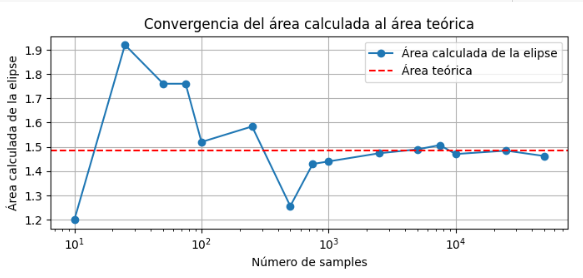 Convergencia del área calculada al área teórica
Área calculada de la elipse
Área teórica
Área calculada de la elipse
1.9
1.8
1.7
1.6
1.5
1.4
1.3
1.2
10¹
10²
10³
10⁴
Número de samples